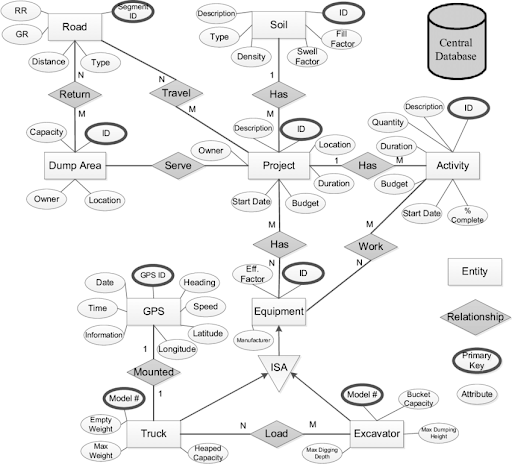 RR
GR
Segment
ID
Road
Distance
Type
Description
ID
Soil
Type
Density
Swell
Factor
Fill
Factor
Central
Database
N
Return
M
N
Travel
M
1
Has
M
Capacity
ID
Dump Area
Owner
Location
Serve
Description
ID
Owner
Project
Location
Duration
Start Date
Budget
1
Has
M
Description
ID
Quantity
Duration
Activity
Budget
Start Date
%
Complete
M
Has
N
M
Work
N
Entity
Relationship
Primary
Key
Attribute
Date
GPS ID
Heading
Time
GPS
Speed
Information
Latitude
Longitude
Eff.
Factor
ID
Equipment
Manufacturer
1
Mounted
1
ISA
Model #
Empty
Weight
Truck
Max
Weight
Heaped
Capacity
N
Load
M
Model #
Bucket
Capacity
Excavator
Max Dumping
Height
Max Digging
Depth